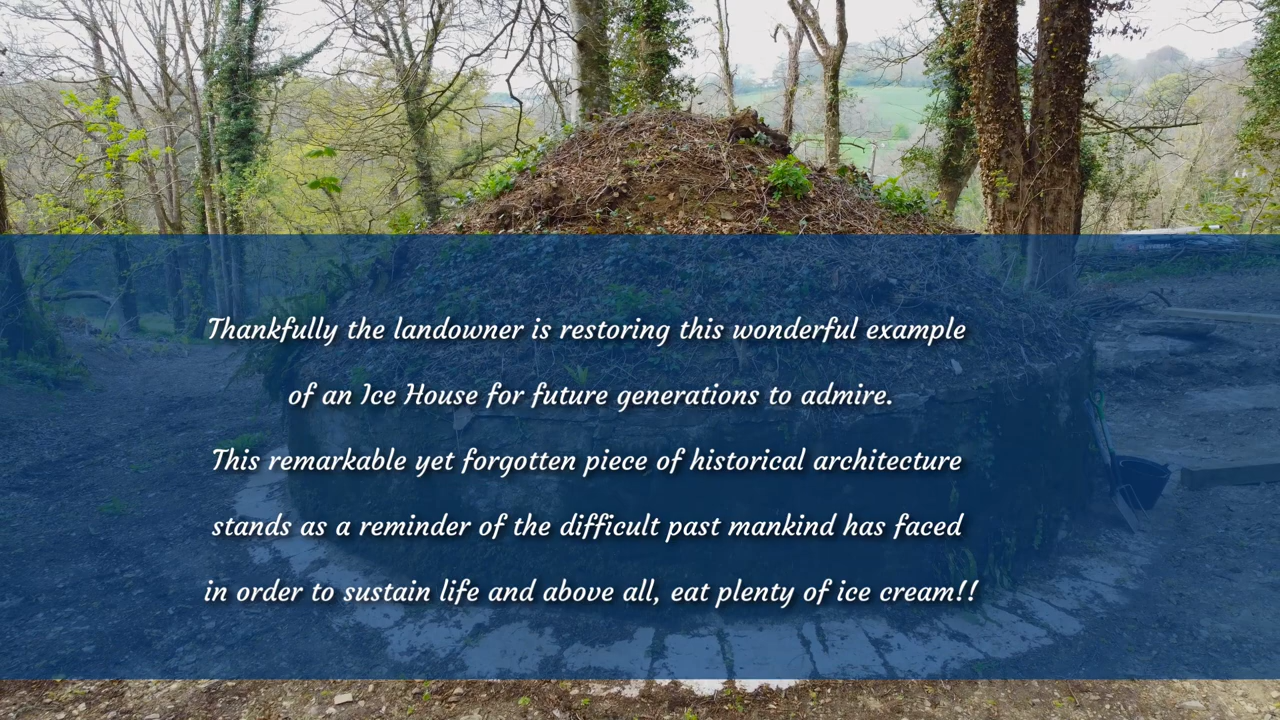 Thankfully the landowner is restoring this wonderful example
of an Ice House for future generations to admire.
This remarkable yet forgotten piece of historical architecture
stands as a reminder of the difficult past mankind has faced
in order to sustain life and above all, eat plenty of ice cream!!